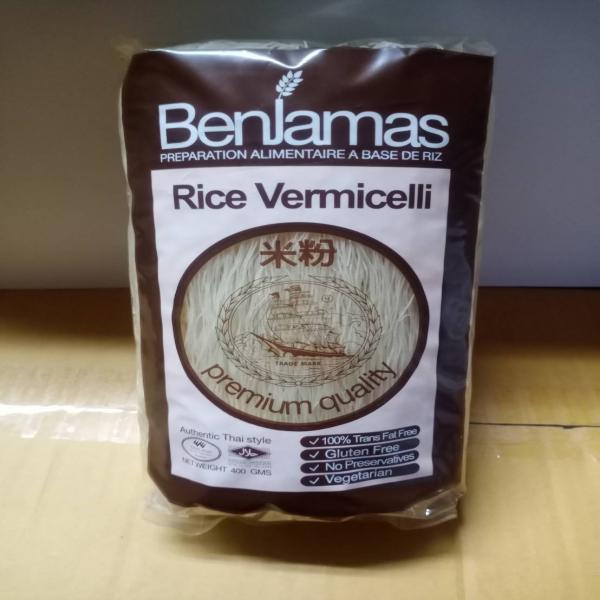 Benjamas
PREPARATION ALIMENTAIRE A BASE DE RIZ
Rice Vermicelli
米粉
TRADE MARK
premium quality
Authentic Thai style
حلال
NET WEIGHT 400 GMS
100% Trans Fat Free
Gluten Free
No Preservatives
Vegetarian